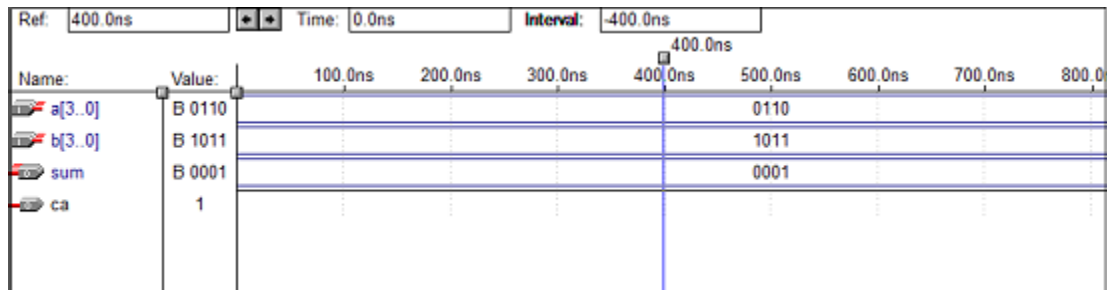 Ref: 400.0ns Time: 0.0ns Interval: -400.0ns
400.0ns
Name: Value: 100.0ns 200.0ns 300.0ns 400.0ns 500.0ns 600.0ns 700.0ns 800.0
a[3..0] B 0110 0110
b[3..0] B 1011 1011
sum B 0001 0001
ca 1